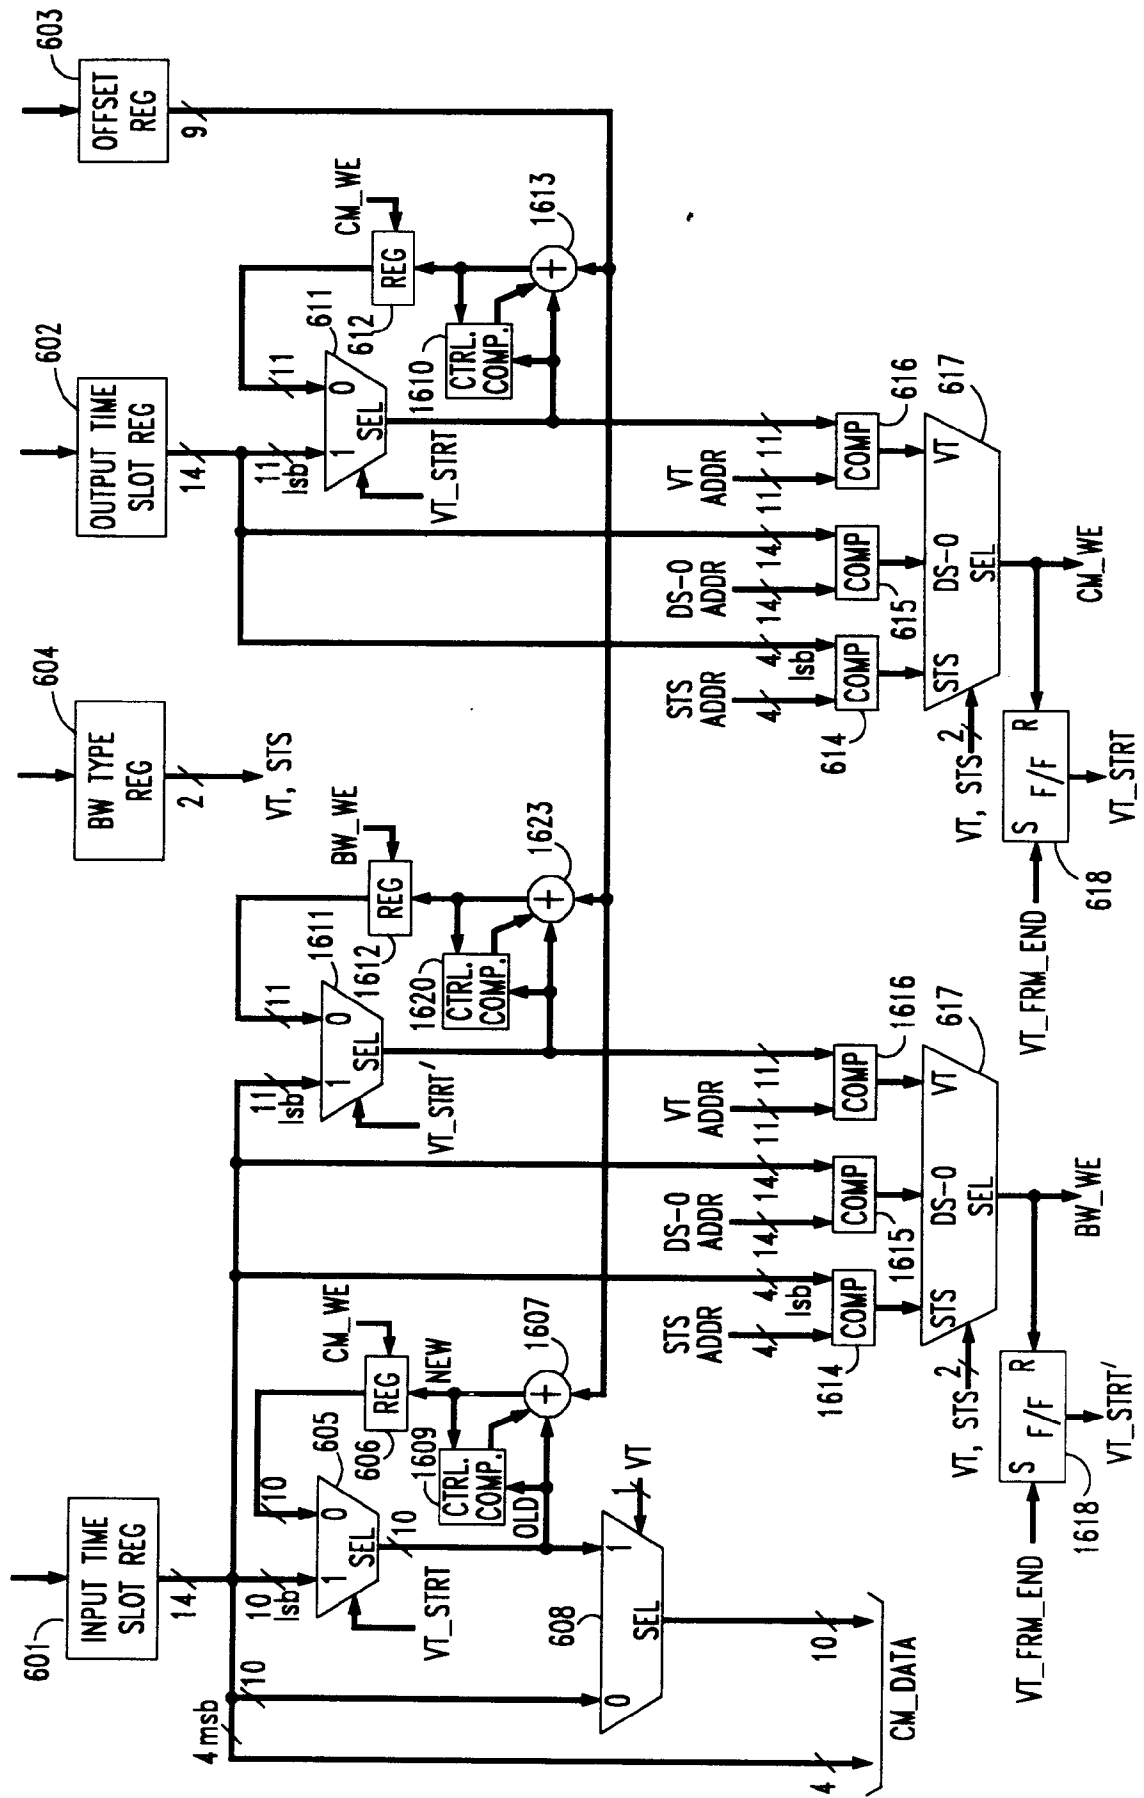 603
OFFSET
REG
9
602
OUTPUT TIME
SLOT REG
14
11
lsb
11
1
0
SEL
611
VT_STRT
612
REG
CM_WE
1610
CTRL.
COMP.
+
1613
604
BW TYPE
REG
2
VT, STS
601
INPUT TIME
SLOT REG
14
4 msb
10
10
lsb
10
1
0
SEL
605
VT_STRT
10
606
REG
CM_WE
NEW
1609
CTRL.
COMP.
OLD
+
1607
608
0
1
SEL
1
VT
10
4
CM_DATA
11
lsb
11
1
0
SEL
1611
VT_STRT'
1612
REG
BW_WE
1620
CTRL.
COMP.
+
1623
STS
ADDR
4
4
lsb
COMP
1614
DS-0
ADDR
14
14
COMP
1615
VT
ADDR
11
11
COMP
1616
617
STS
DS-0
VT
SEL
VT, STS
2
BW_WE
S
R
F/F
1618
VT_FRM_END
VT_STRT'
STS
ADDR
4
4
lsb
COMP
614
DS-0
ADDR
14
14
COMP
615
VT
ADDR
11
11
COMP
616
617
STS
DS-0
VT
SEL
VT, STS
2
CM_WE
S
R
F/F
618
VT_FRM_END
VT_STRT